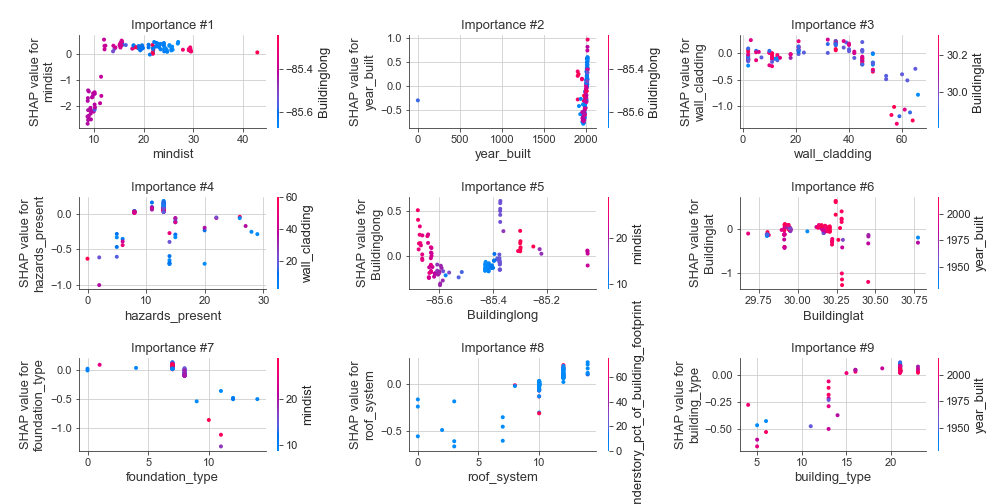 Importance #1
SHAP value for
mindist
0
−1
−2
10
20
30
40
mindist
−85.4
−85.6
Buildinglong
Importance #2
SHAP value for
year_built
1.0
0.5
0.0
−0.5
0
500
1000
1500
2000
year_built
−85.4
−85.6
Buildinglong
Importance #3
SHAP value for
wall_cladding
0.0
−0.5
−1.0
0
20
40
60
wall_cladding
30.2
30.0
Buildinglat
Importance #4
SHAP value for
hazards_present
0.0
−0.5
−1.0
0
10
20
30
hazards_present
60
40
20
wall_cladding
Importance #5
SHAP value for
Buildinglong
0.5
0.0
−85.6
−85.4
−85.2
Buildinglong
20
10
mindist
Importance #6
SHAP value for
Buildinglat
0
−1
29.75
30.00
30.25
30.50
30.75
Buildinglat
2000
1975
1950
year_built
Importance #7
SHAP value for
foundation_type
0.0
−0.5
−1.0
0
5
10
foundation_type
20
10
mindist
Importance #8
SHAP value for
roof_system
0.0
−0.5
0
5
10
roof_system
60
40
20
0
nderstory_pct_of_building_footprint
Importance #9
SHAP value for
building_type
0.00
−0.25
−0.50
5
10
15
20
building_type
2000
1975
1950
year_built